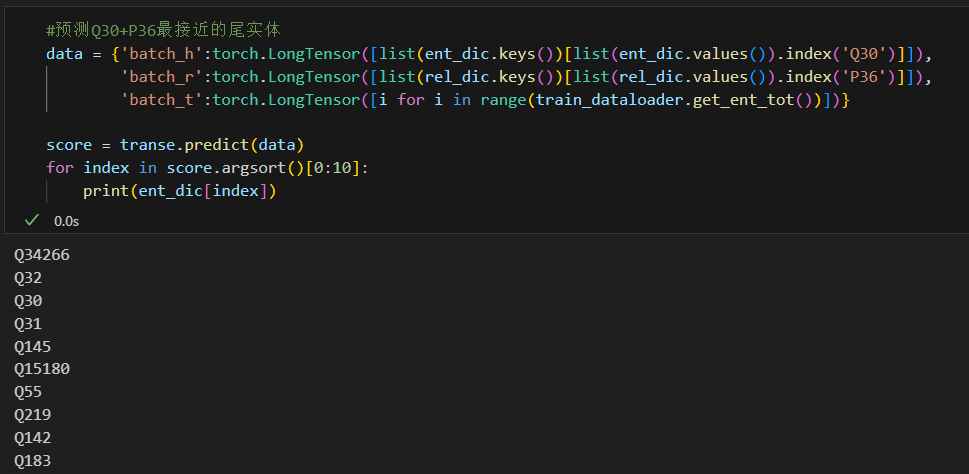 #预测Q30+P36最接近的尾实体
data = {'batch_h':torch.LongTensor([list(ent_dic.keys())[list(ent_dic.values()).index('Q30')]]),
'batch_r':torch.LongTensor([list(rel_dic.keys())[list(rel_dic.values()).index('P36')]]),
'batch_t':torch.LongTensor([i for i in range(train_dataloader.get_ent_tot())])}
score = transe.predict(data)
for index in score.argsort()[0:10]:
print(ent_dic[index])
0.0s
Q34266
Q32
Q30
Q31
Q145
Q15180
Q55
Q219
Q142
Q183